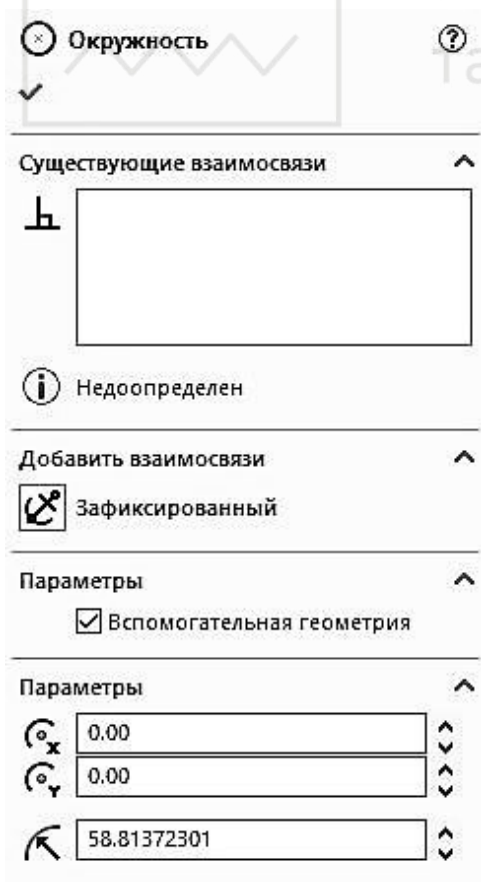 Окружность
Существующие взаимосвязи
Недоопределен
Добавить взаимосвязи
Зафиксированный
Параметры
Вспомогательная геометрия
Параметры
X 0.00
Y 0.00
58.81372301